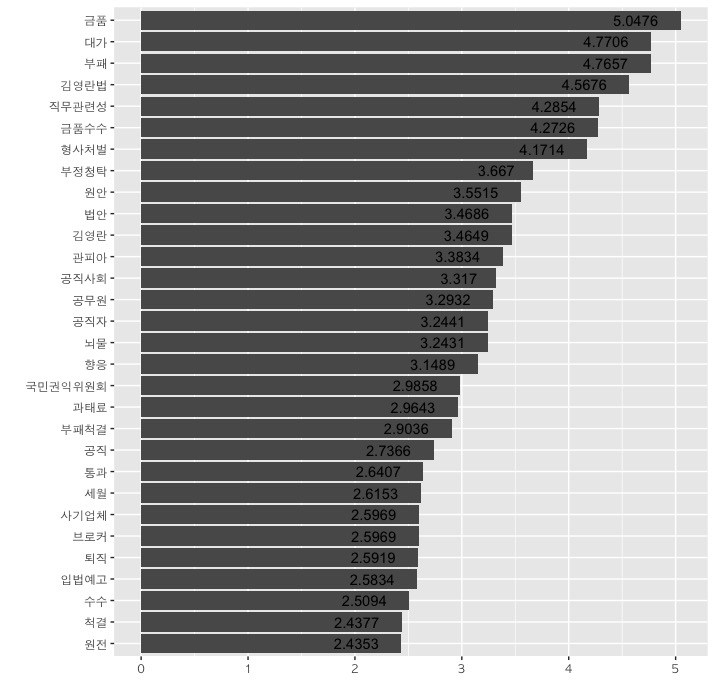 금품 5.0476
대가 4.7706
부패 4.7657
김영란법 4.5676
직무관련성 4.2854
금품수수 4.2726
형사처벌 4.1714
부정청탁 3.667
원안 3.5515
법안 3.4686
김영란 3.4649
관피아 3.3834
공직사회 3.317
공무원 3.2932
공직자 3.2441
뇌물 3.2431
향응 3.1489
국민권익위원회 2.9858
과태료 2.9643
부패척결 2.9036
공직 2.7366
통과 2.6407
세월 2.6153
사기업체 2.5969
브로커 2.5969
퇴직 2.5919
입법예고 2.5834
수수 2.5094
척결 2.4377
원전 2.4353
0 1 2 3 4 5